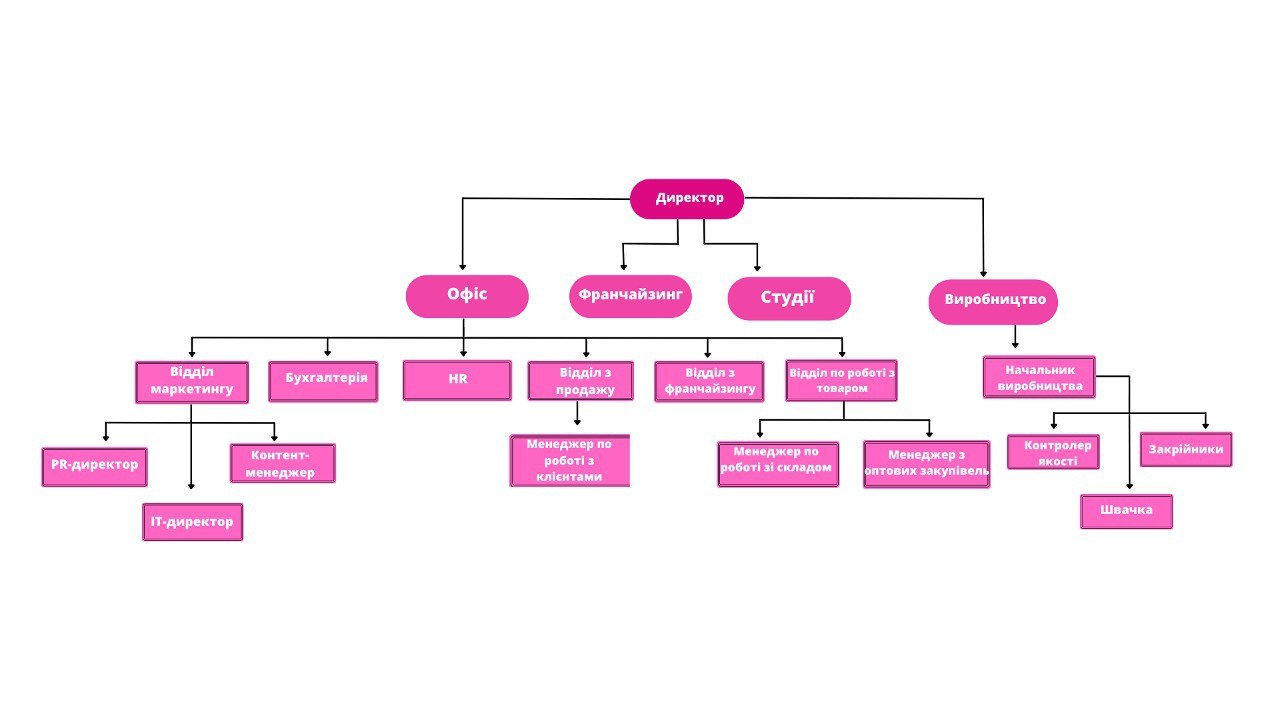 Директор
Офіс
Франчайзинг
Студії
Виробництво
Відділ
маркетингу
Бухгалтерія
HR
Відділ з
продажу
Відділ з
франчайзингу
Відділ по роботі з
товаром
Начальник
виробництва
PR-директор
Контент-
менеджер
IT-директор
Менеджер по
роботі з
клієнтами
Менеджер по
роботі зі складом
Менеджер з
оптових закупівель
Контролер
якості
Закрійники
Швачка